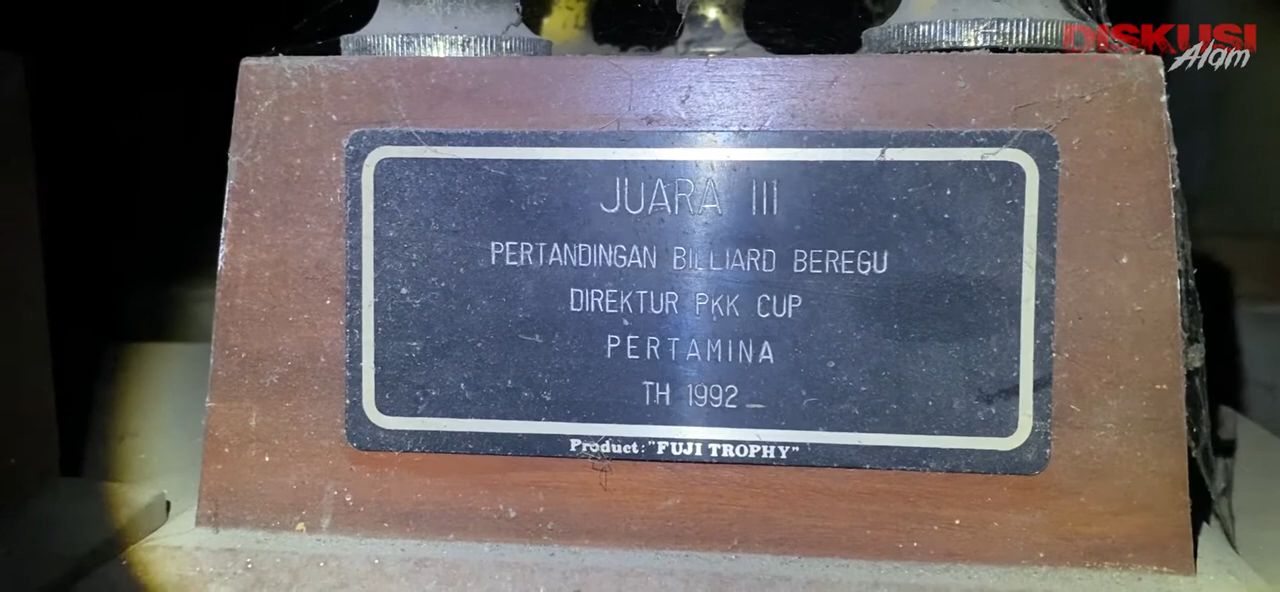 DISKUSI
Alam
JUARA III
PERTANDINGAN BILLIARD BEREGU
DIREKTUR PKK CUP
PERTAMINA
TH 1992
Product: "FUJI TROPHY"